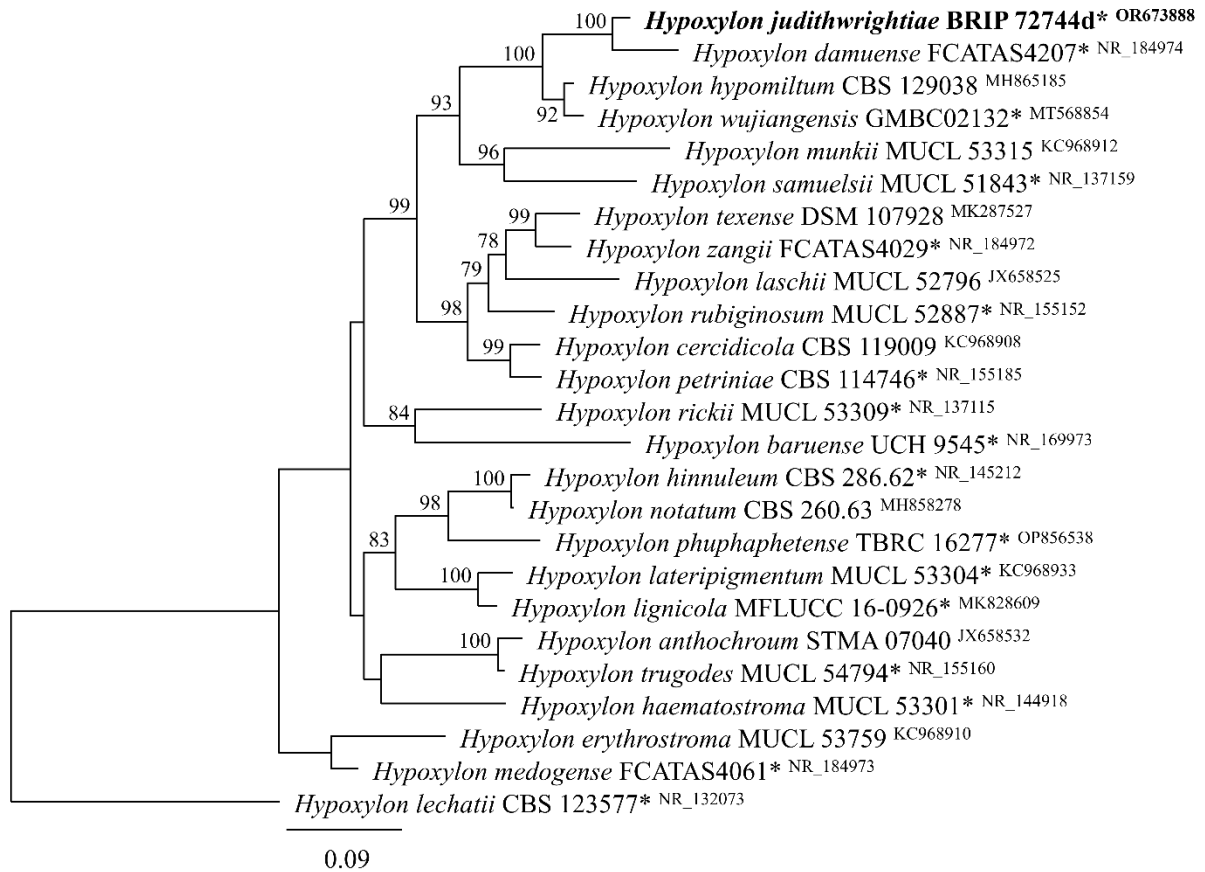 100 Hypoxylon judithwrightiae BRIP 72744d* OR673888
Hypoxylon damuense FCATAS4207* NR_184974
100
Hypoxylon hypomiltum CBS 129038 MH865185
93
92 Hypoxylon wujiangensis GMBC02132* MT568854
Hypoxylon munkii MUCL 53315 KC968912
96
Hypoxylon samuelsii MUCL 51843* NR_137159
99
99 Hypoxylon texense DSM 107928 MK287527
78 Hypoxylon zangii FCATAS4029* NR_184972
79 Hypoxylon laschii MUCL 52796 JX658525
98 Hypoxylon rubiginosum MUCL 52887* NR_155152
99 Hypoxylon cercidicola CBS 119009 KC968908
Hypoxylon petriniae CBS 114746* NR_155185
84 Hypoxylon rickii MUCL 53309* NR_137115
Hypoxylon baruense UCH 9545* NR_169973
100 Hypoxylon hinnuleum CBS 286.62* NR_145212
98 Hypoxylon notatum CBS 260.63 MH858278
83 Hypoxylon phuphaphetense TBRC 16277* OP856538
100 Hypoxylon lateripigmentum MUCL 53304* KC968933
Hypoxylon lignicola MFLUCC 16-0926* MK828609
100 Hypoxylon anthochroum STMA 07040 JX658532
Hypoxylon trugodes MUCL 54794* NR_155160
Hypoxylon haematostroma MUCL 53301* NR_144918
Hypoxylon erythrostroma MUCL 53759 KC968910
Hypoxylon medogense FCATAS4061* NR_184973
Hypoxylon lechatii CBS 123577* NR_132073
0.09